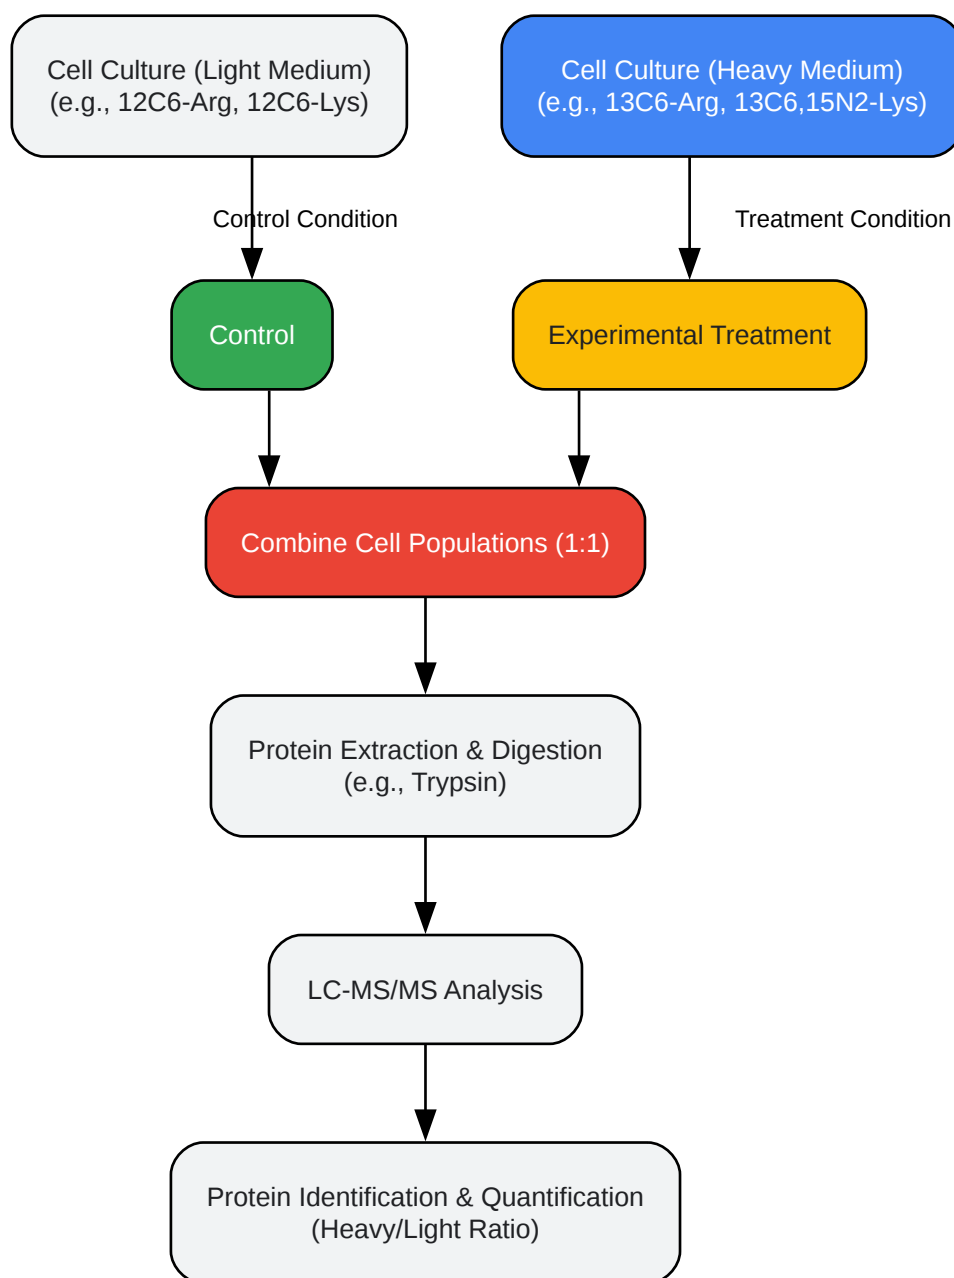 Cell Culture (Light Medium)
(e.g., 12C6-Arg, 12C6-Lys)
Cell Culture (Heavy Medium)
(e.g., 13C6-Arg, 13C6,15N2-Lys)
Control Condition
Treatment Condition
Control
Experimental Treatment
Combine Cell Populations (1:1)
Protein Extraction & Digestion
(e.g., Trypsin)
LC-MS/MS Analysis
Protein Identification & Quantification
(Heavy/Light Ratio)